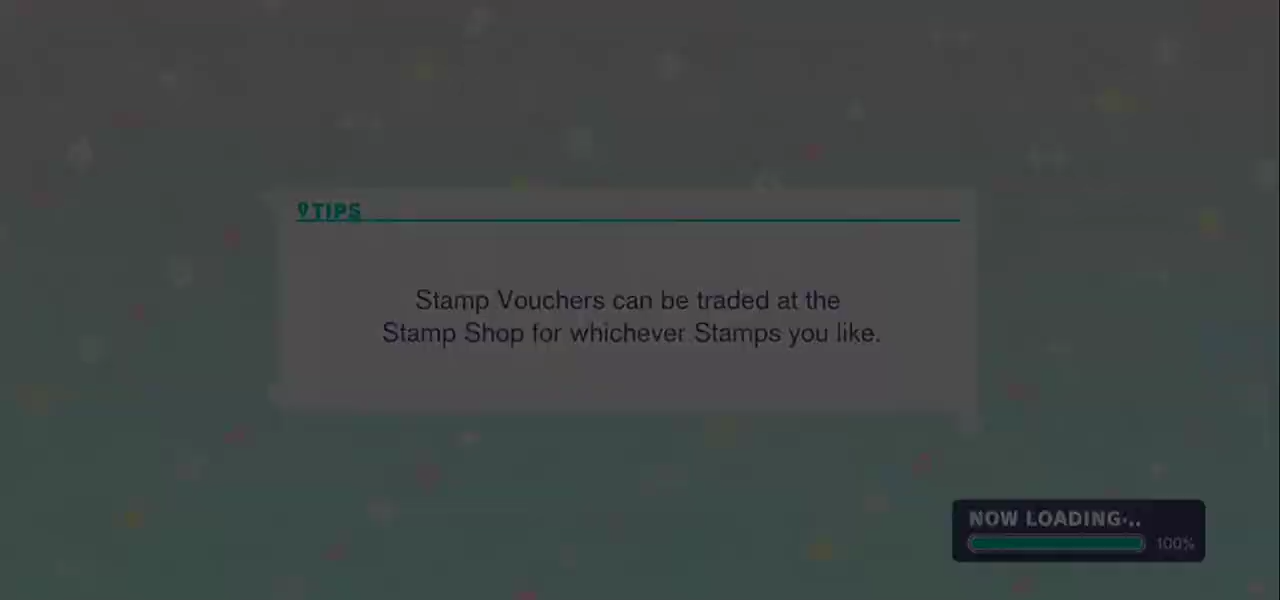 TIPS
Stamp Vouchers can be traded at the
Stamp Shop for whichever Stamps you like.
NOW LOADING...
100%